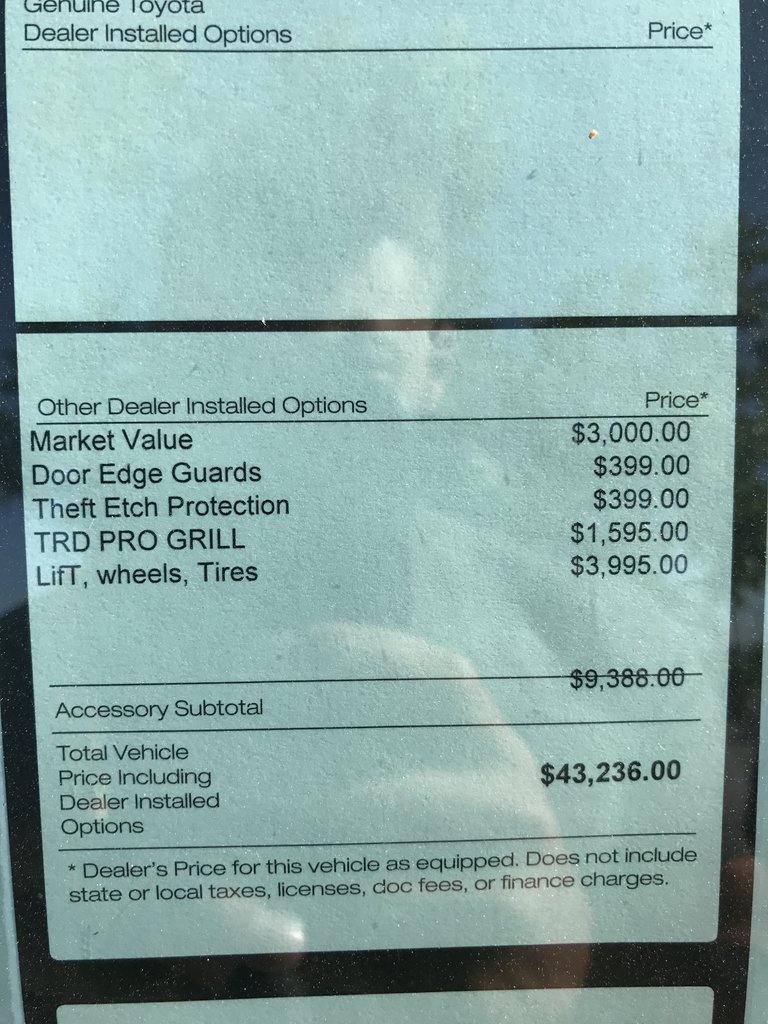 Genuine Toyota
Dealer Installed Options Price*
Other Dealer Installed Options Price*
Market Value $3,000.00
Door Edge Guards $399.00
Theft Etch Protection $399.00
TRD PRO GRILL $1,595.00
LifT, wheels, Tires $3,995.00
$9,388.00
Accessory Subtotal
Total Vehicle
Price Including $43,236.00
Dealer Installed
Options
* Dealer's Price for this vehicle as equipped. Does not include
state or local taxes, licenses, doc fees, or finance charges.